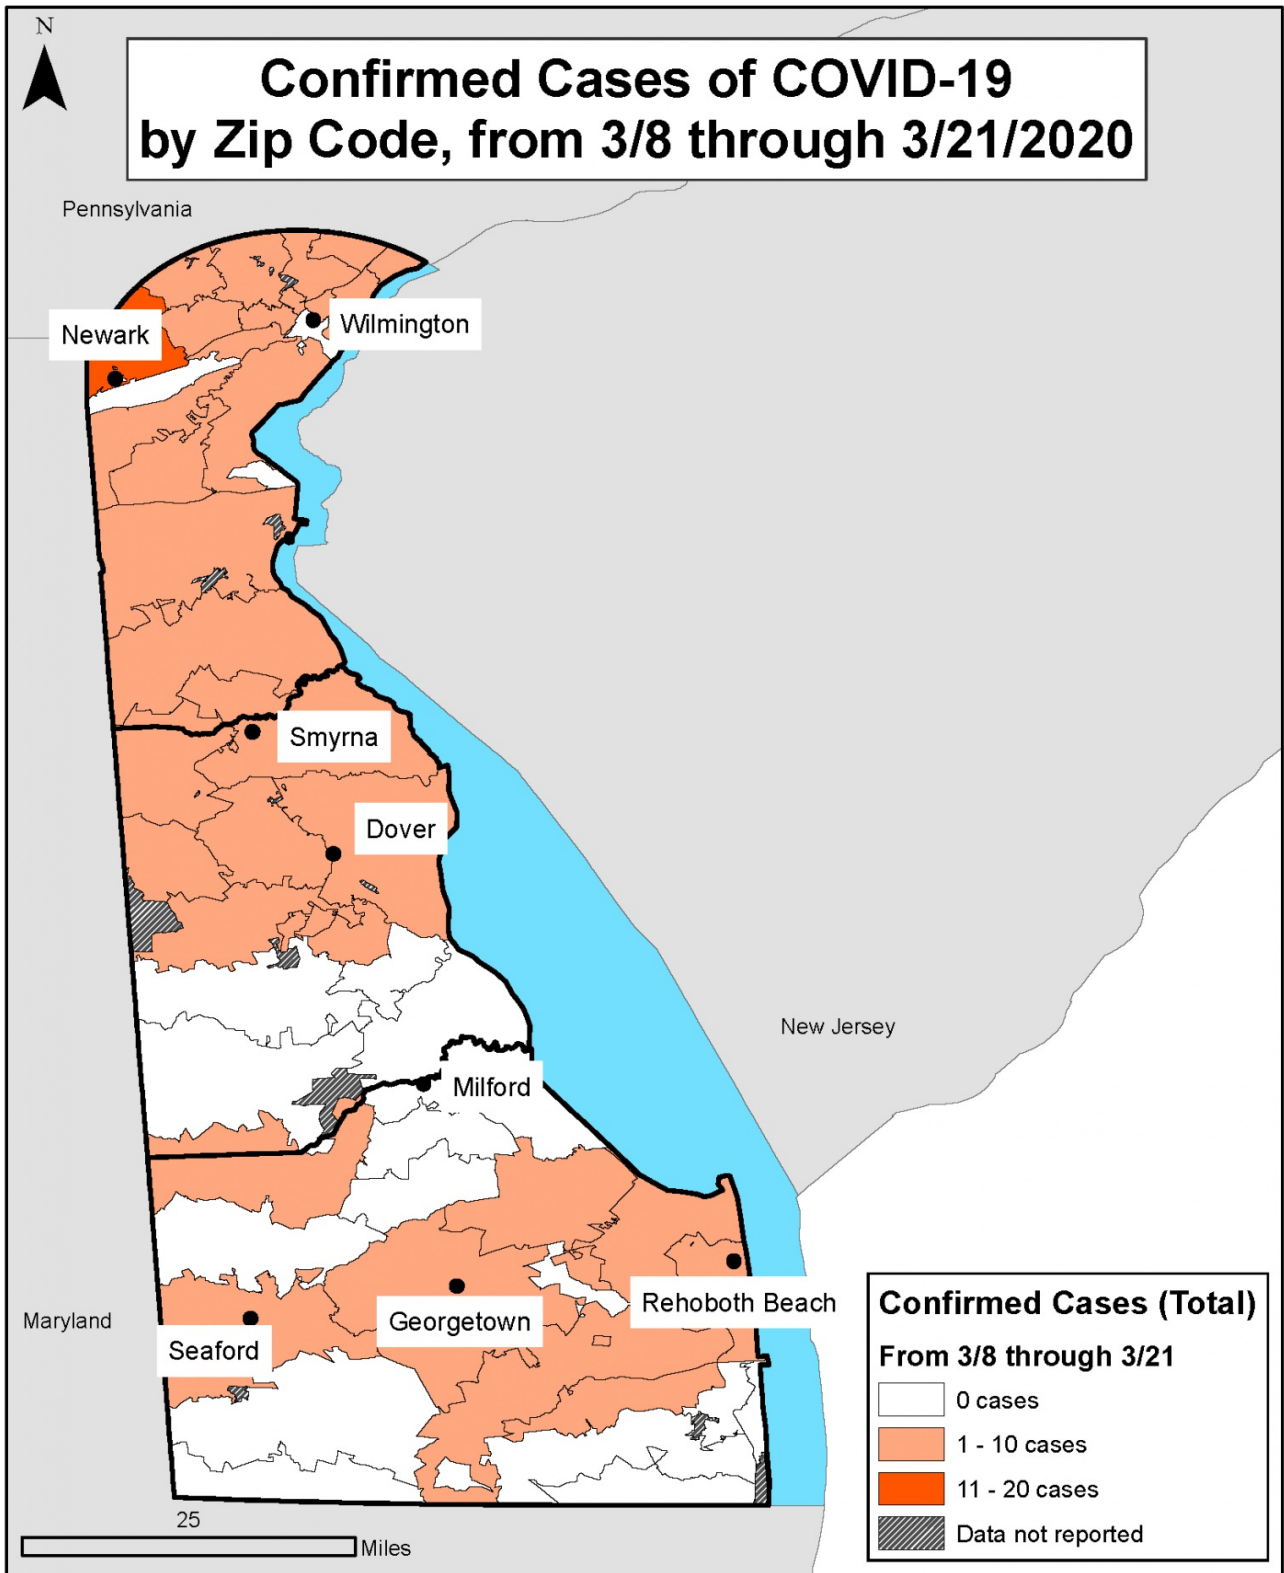 N
Confirmed Cases of COVID-19
by Zip Code, from 3/8 through 3/21/2020
Pennsylvania
Newark
Wilmington
Smyrna
Dover
New Jersey
Milford
Rehoboth Beach
Georgetown
Maryland
Seaford
Confirmed Cases (Total)
From 3/8 through 3/21
0 cases
1 - 10 cases
11 - 20 cases
Data not reported
25
Miles